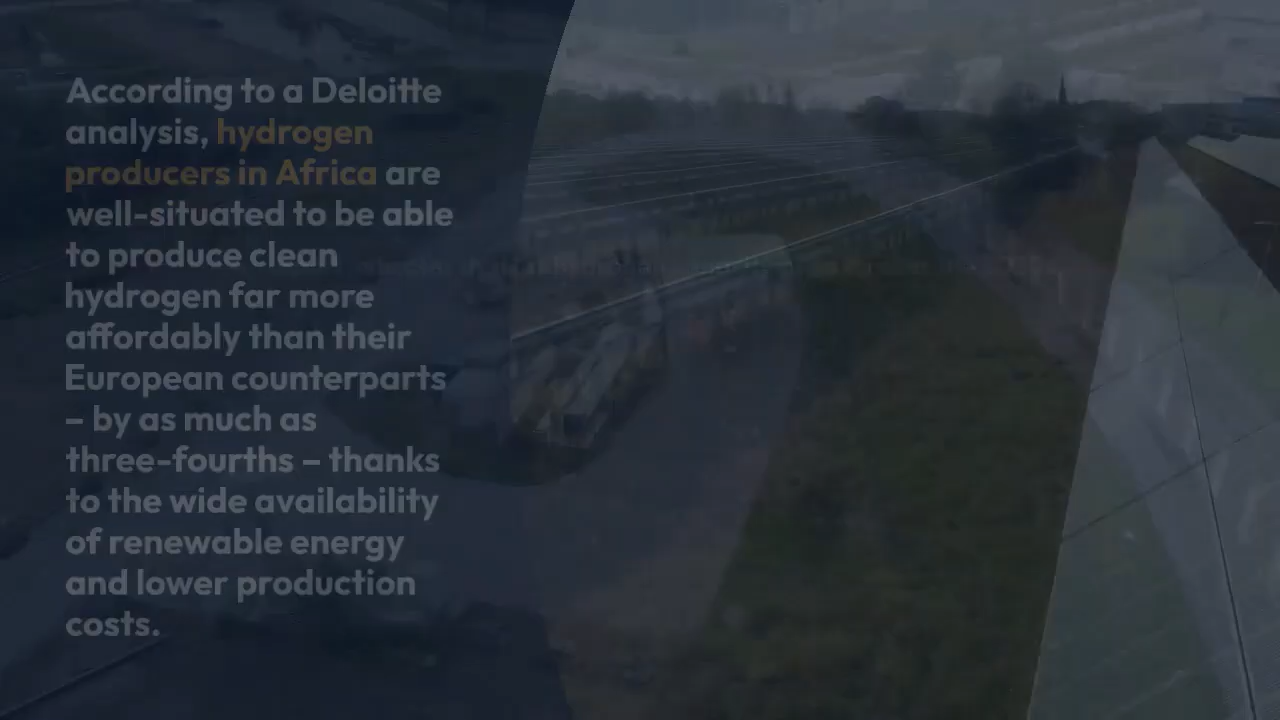 According to a Deloitte
analysis, hydrogen
producers in Africa are
well-situated to be able
to produce clean
hydrogen far more
affordably than their
European counterparts
– by as much as
three-fourths – thanks
to the wide availability
of renewable energy
and lower production
costs.